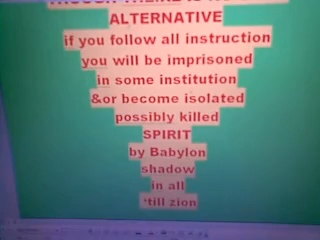 ALTERNATIVE
if you follow all instruction
you will be imprisoned
in some institution
&or become isolated
possibly killed
SPIRIT
by Babylon
shadow
in all
'till zion